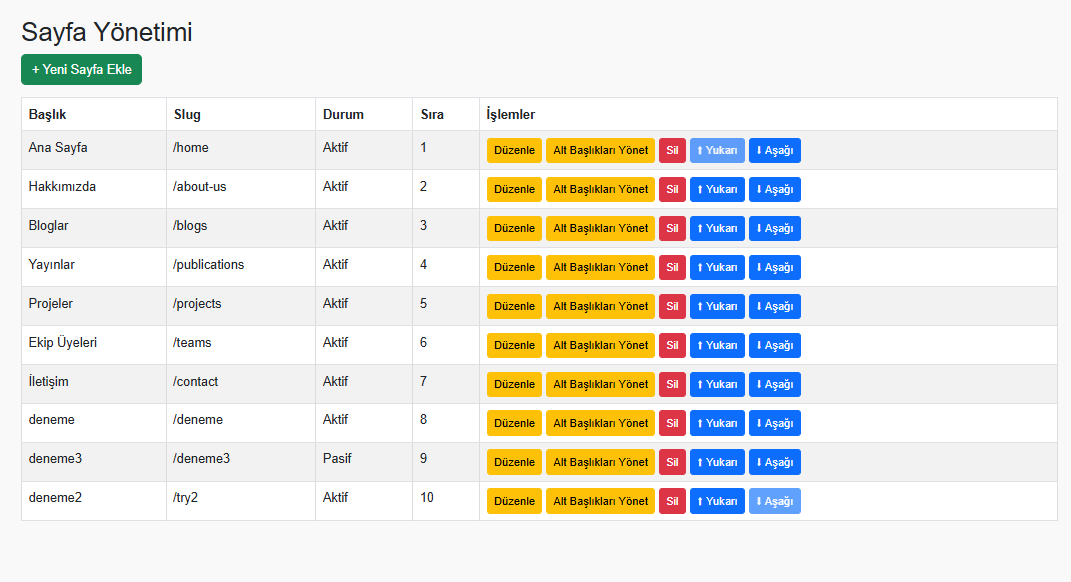 Sayfa Yönetimi
+ Yeni Sayfa Ekle
Başlık Slug Durum Sıra İşlemler
Ana Sayfa /home Aktif 1 Düzenle Alt Başlıkları Yönet Sil ⬆ Yukarı ⬇ Aşağı
Hakkımızda /about-us Aktif 2 Düzenle Alt Başlıkları Yönet Sil ⬆ Yukarı ⬇ Aşağı
Bloglar /blogs Aktif 3 Düzenle Alt Başlıkları Yönet Sil ⬆ Yukarı ⬇ Aşağı
Yayınlar /publications Aktif 4 Düzenle Alt Başlıkları Yönet Sil ⬆ Yukarı ⬇ Aşağı
Projeler /projects Aktif 5 Düzenle Alt Başlıkları Yönet Sil ⬆ Yukarı ⬇ Aşağı
Ekip Üyeleri /teams Aktif 6 Düzenle Alt Başlıkları Yönet Sil ⬆ Yukarı ⬇ Aşağı
İletişim /contact Aktif 7 Düzenle Alt Başlıkları Yönet Sil ⬆ Yukarı ⬇ Aşağı
deneme /deneme Aktif 8 Düzenle Alt Başlıkları Yönet Sil ⬆ Yukarı ⬇ Aşağı
deneme3 /deneme3 Pasif 9 Düzenle Alt Başlıkları Yönet Sil ⬆ Yukarı ⬇ Aşağı
deneme2 /try2 Aktif 10 Düzenle Alt Başlıkları Yönet Sil ⬆ Yukarı ⬇ Aşağı